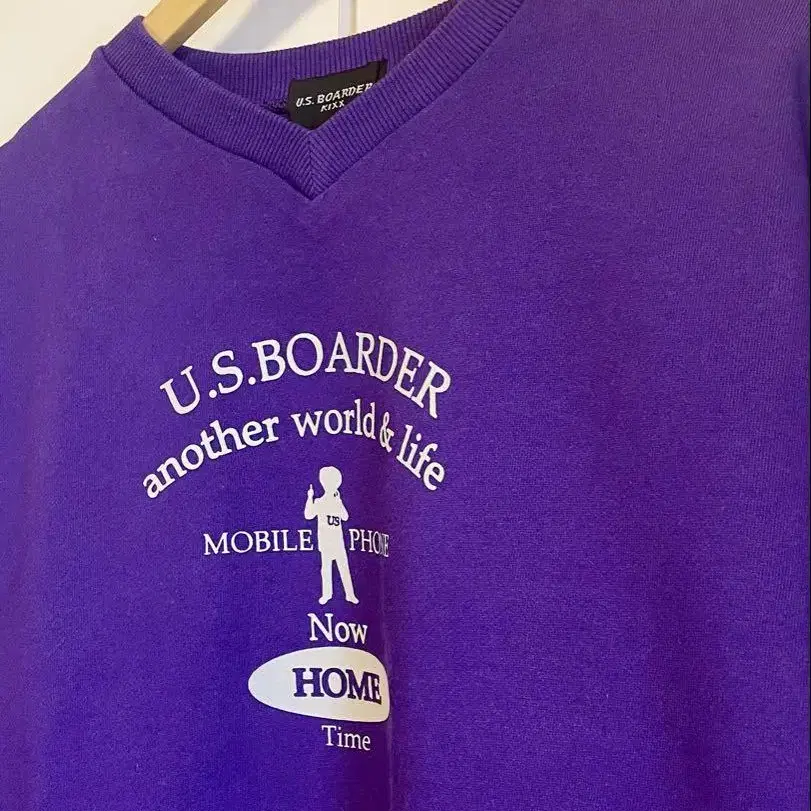 U.S. BOARDER
KIXX
U.S.BOARDER
another world & life
US
MOBILE PHONE
Now
HOME
Time